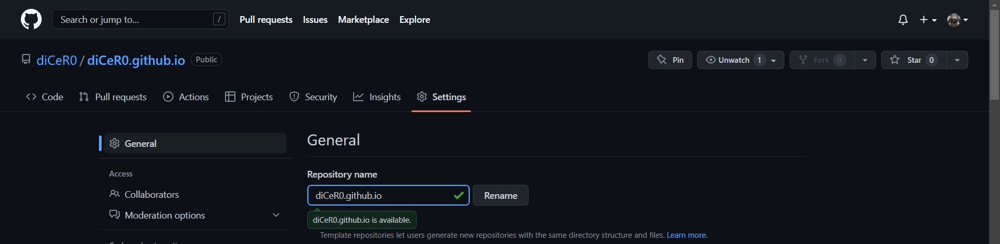 Search or jump to... /
Pull requests Issues Marketplace Explore
diCeR0 / diCeR0.github.io Public
Pin Unwatch 1 Fork 0 Star 0
Code Pull requests Actions Projects Security Insights Settings
General
Access
Collaborators
Moderation options
General
Repository name
diCeR0.github.io Rename
diCeR0.github.io is available.
Template repositories let users generate new repositories with the same directory structure and files. Learn more.